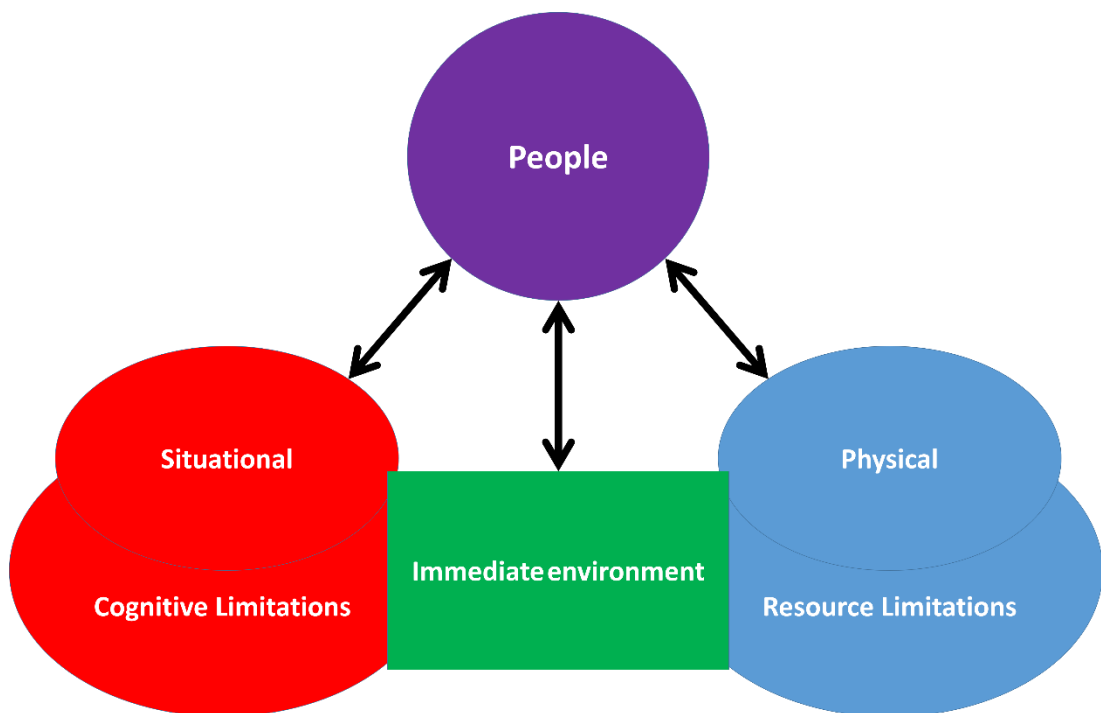 People
Situational
Physical
Immediate environment
Cognitive Limitations
Resource Limitations